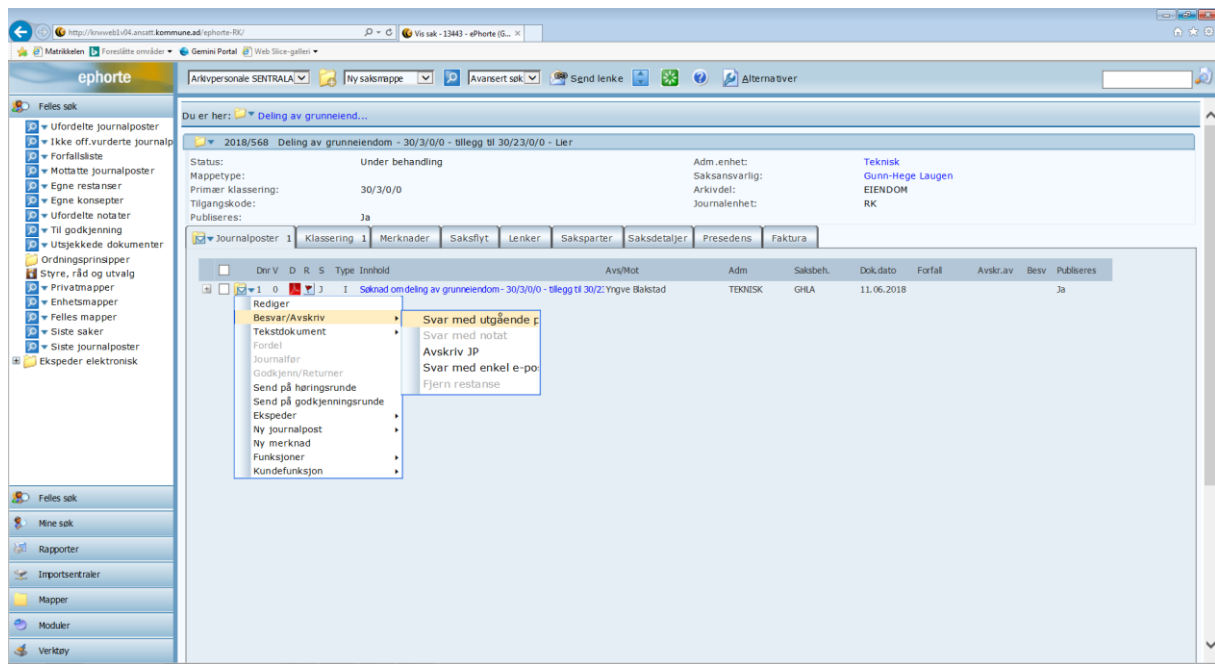 http://krwweb1v04.ansatt.kommune.ad/ephorte-RK/
Vis sak - 13443 - ePhorte (G...
Matrikkelen Foreslåtte områder Gemini Portal Web Slice-galleri
ephorte
Arkivpersonale SENTRALA Ny saksmappe Avansert søk Send lenke Alternativer
Felles søk
Ufordelte journalposter
Ikke off.vurderte journalp
Forfallsliste
Mottatte journalposter
Egne restanser
Egne konsepter
Ufordelte notater
Til godkjenning
Utsjekkede dokumenter
Ordningsprinsipper
Styre, råd og utvalg
Privatmapper
Enhetsmapper
Felles mapper
Siste saker
Siste journalposter
Ekspeder elektronisk
Felles søk
Mine søk
Rapporter
Importsentraler
Mapper
Moduler
Verktøy
Du er her: Deling av grunneiend...
2018/568 Deling av grunneiendom - 30/3/0/0 - tillegg til 30/23/0/0 - Lier
Status: Under behandling Adm.enhet: Teknisk
Mappetype: Saksansvarlig: Gunn-Hege Laugen
Primær klassering: 30/3/0/0 Arkivdel: EIENDOM
Tilgangskode: Journalenhet: RK
Publiseres: Ja
Journalposter 1 Klassering 1 Merknader Saksflyt Lenker Saksparter Saksdetaljer Presedens Faktura
Dnr V D R S Type Innhold Avs/Mot Adm Saksbeh. Dok.dato Forfall Avskr.av Besv Publiseres
1 0 J I Søknad om deling av grunneiendom - 30/3/0/0 - tillegg til 30/2: Yngve Blakstad TEKNISK GHLA 11.06.2018 Ja
Rediger
Besvar/Avskriv
Tekstdokument
Fordel
Journalfør
Godkjenn/Returner
Send på høringsrunde
Send på godkjenningsrunde
Ekspeder
Ny journalpost
Ny merknad
Funksjoner
Kundefunksjon
Svar med utgående p
Svar med notat
Avskriv JP
Svar med enkel e-po
Fjern restanse